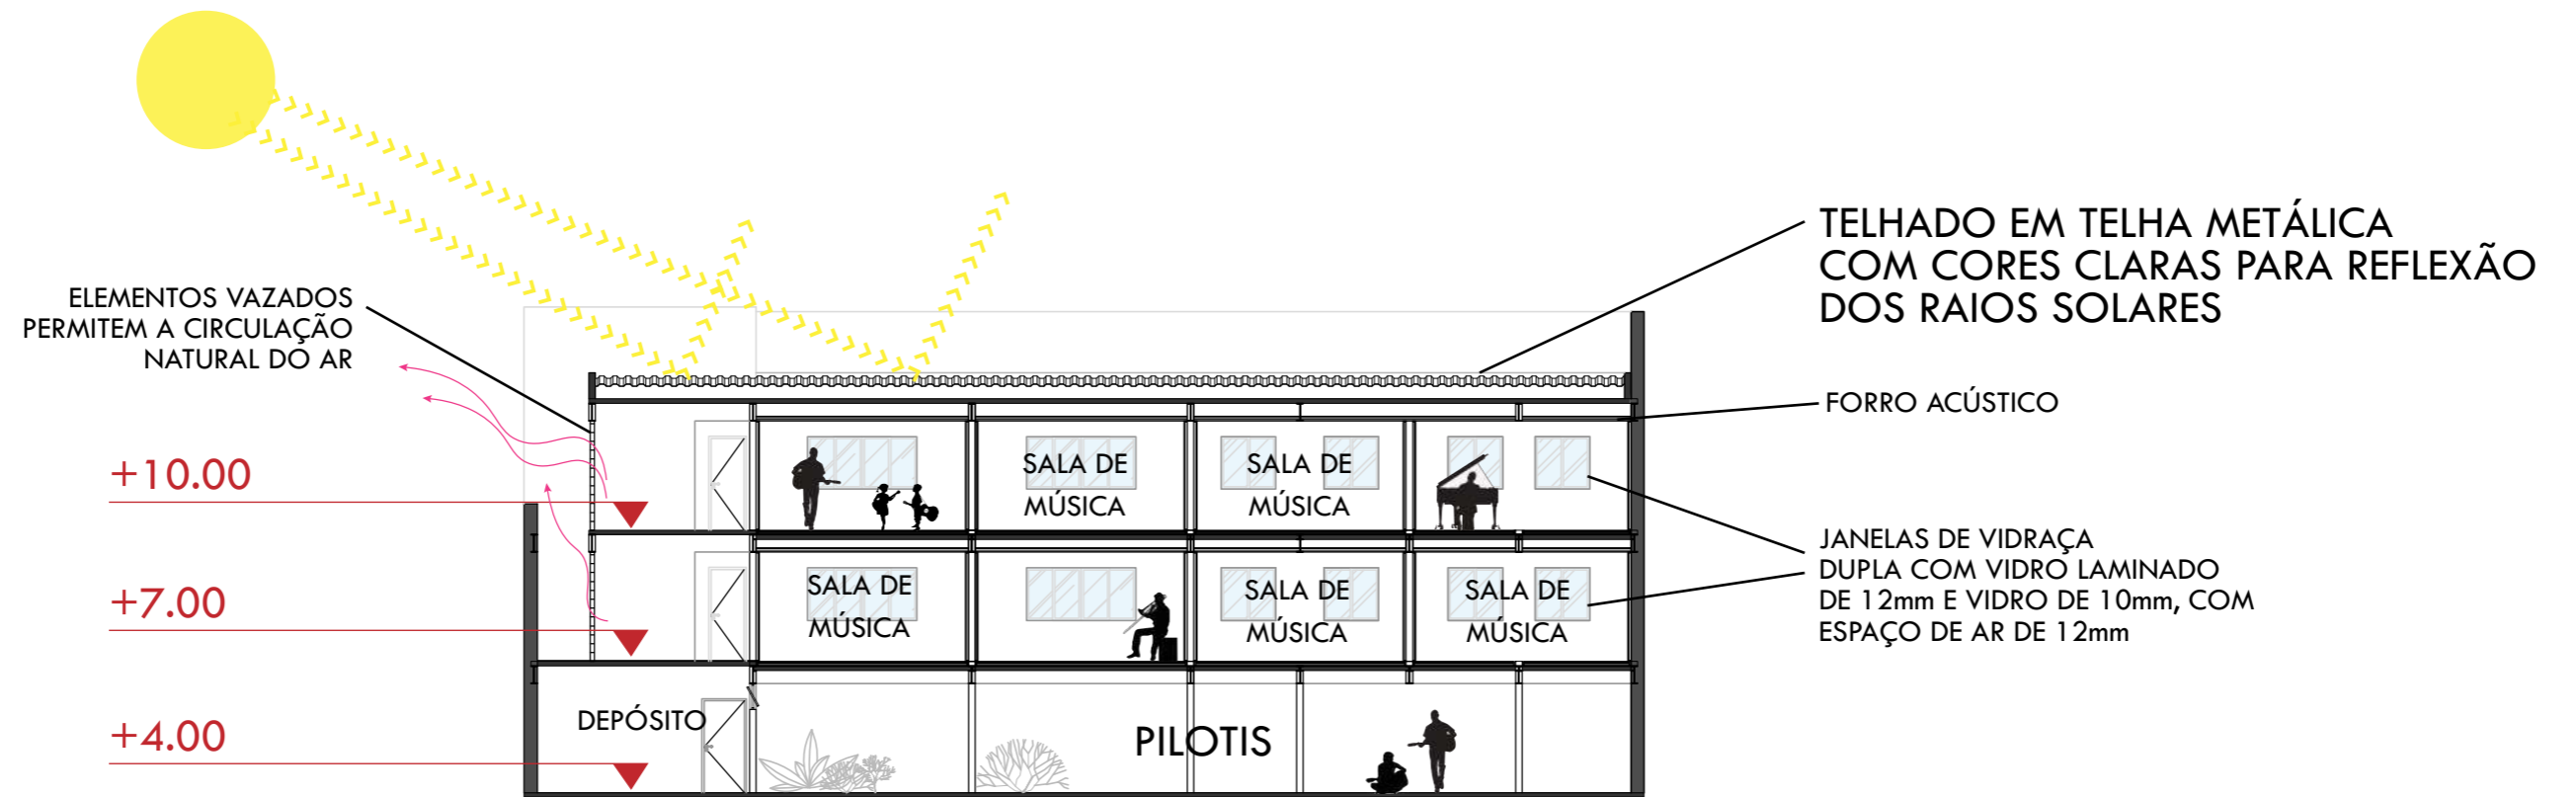 TELHADO EM TELHA METÁLICA
COM CORES CLARAS PARA REFLEXÃO
DOS RAIOS SOLARES
ELEMENTOS VAZADOS
PERMITEM A CIRCULAÇÃO
NATURAL DO AR
FORRO ACÚSTICO
+10.00
SALA DE
MÚSICA
SALA DE
MÚSICA
JANELAS DE VIDRAÇA
DUPLA COM VIDRO LAMINADO
DE 12mm E VIDRO DE 10mm, COM
ESPAÇO DE AR DE 12mm
+7.00
SALA DE
MÚSICA
SALA DE
MÚSICA
SALA DE
MÚSICA
+4.00
DEPÓSITO
PILOTIS